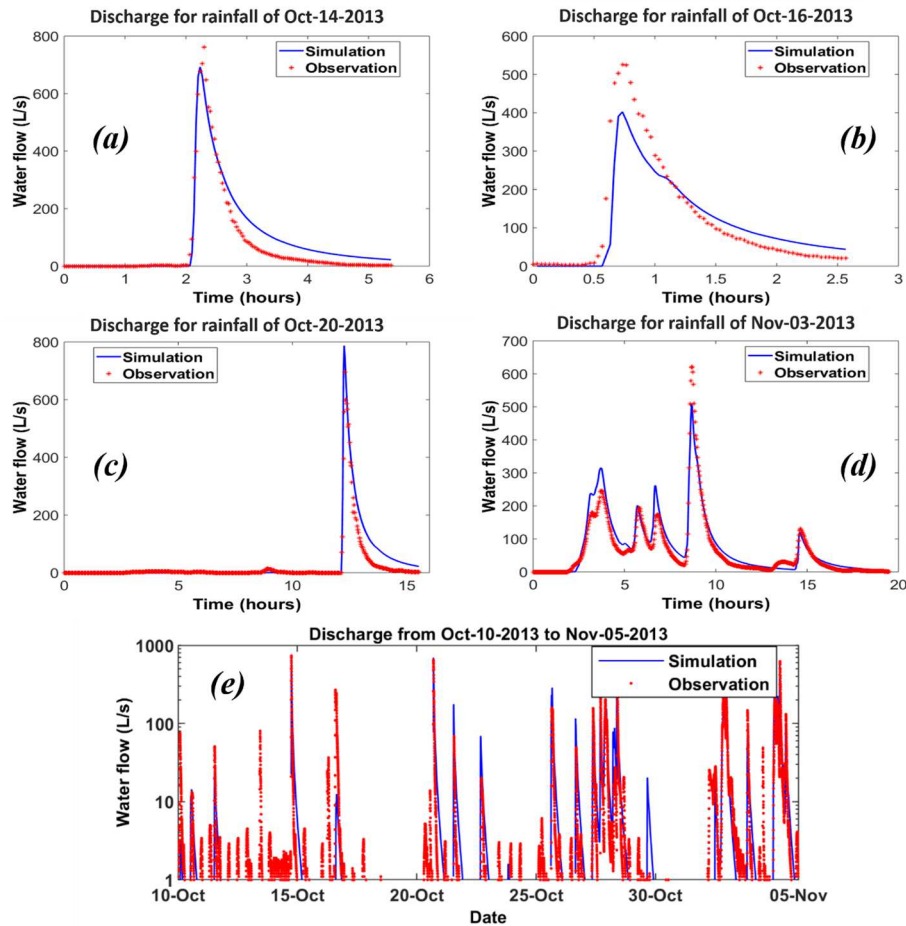 Discharge for rainfall of Oct-14-2013
800
600
400
200
0
Water flow (L/s)
Simulation
Observation
(a)
0 1 2 3 4 5 6
Time (hours)
Discharge for rainfall of Oct-16-2013
600
500
400
300
200
100
0
Water flow (L/s)
Simulation
Observation
(b)
0 0.5 1 1.5 2 2.5 3
Time (hours)
Discharge for rainfall of Oct-20-2013
800
600
400
200
0
Water flow (L/s)
Simulation
Observation
(c)
0 5 10 15
Time (hours)
Discharge for rainfall of Nov-03-2013
700
600
500
400
300
200
100
0
Water flow (L/s)
Simulation
Observation
(d)
0 5 10 15 20
Time (hours)
Discharge from Oct-10-2013 to Nov-05-2013
1000
100
10
1
Water flow (L/s)
Simulation
Observation
(e)
10-Oct 15-Oct 20-Oct 25-Oct 30-Oct 05-Nov
Date